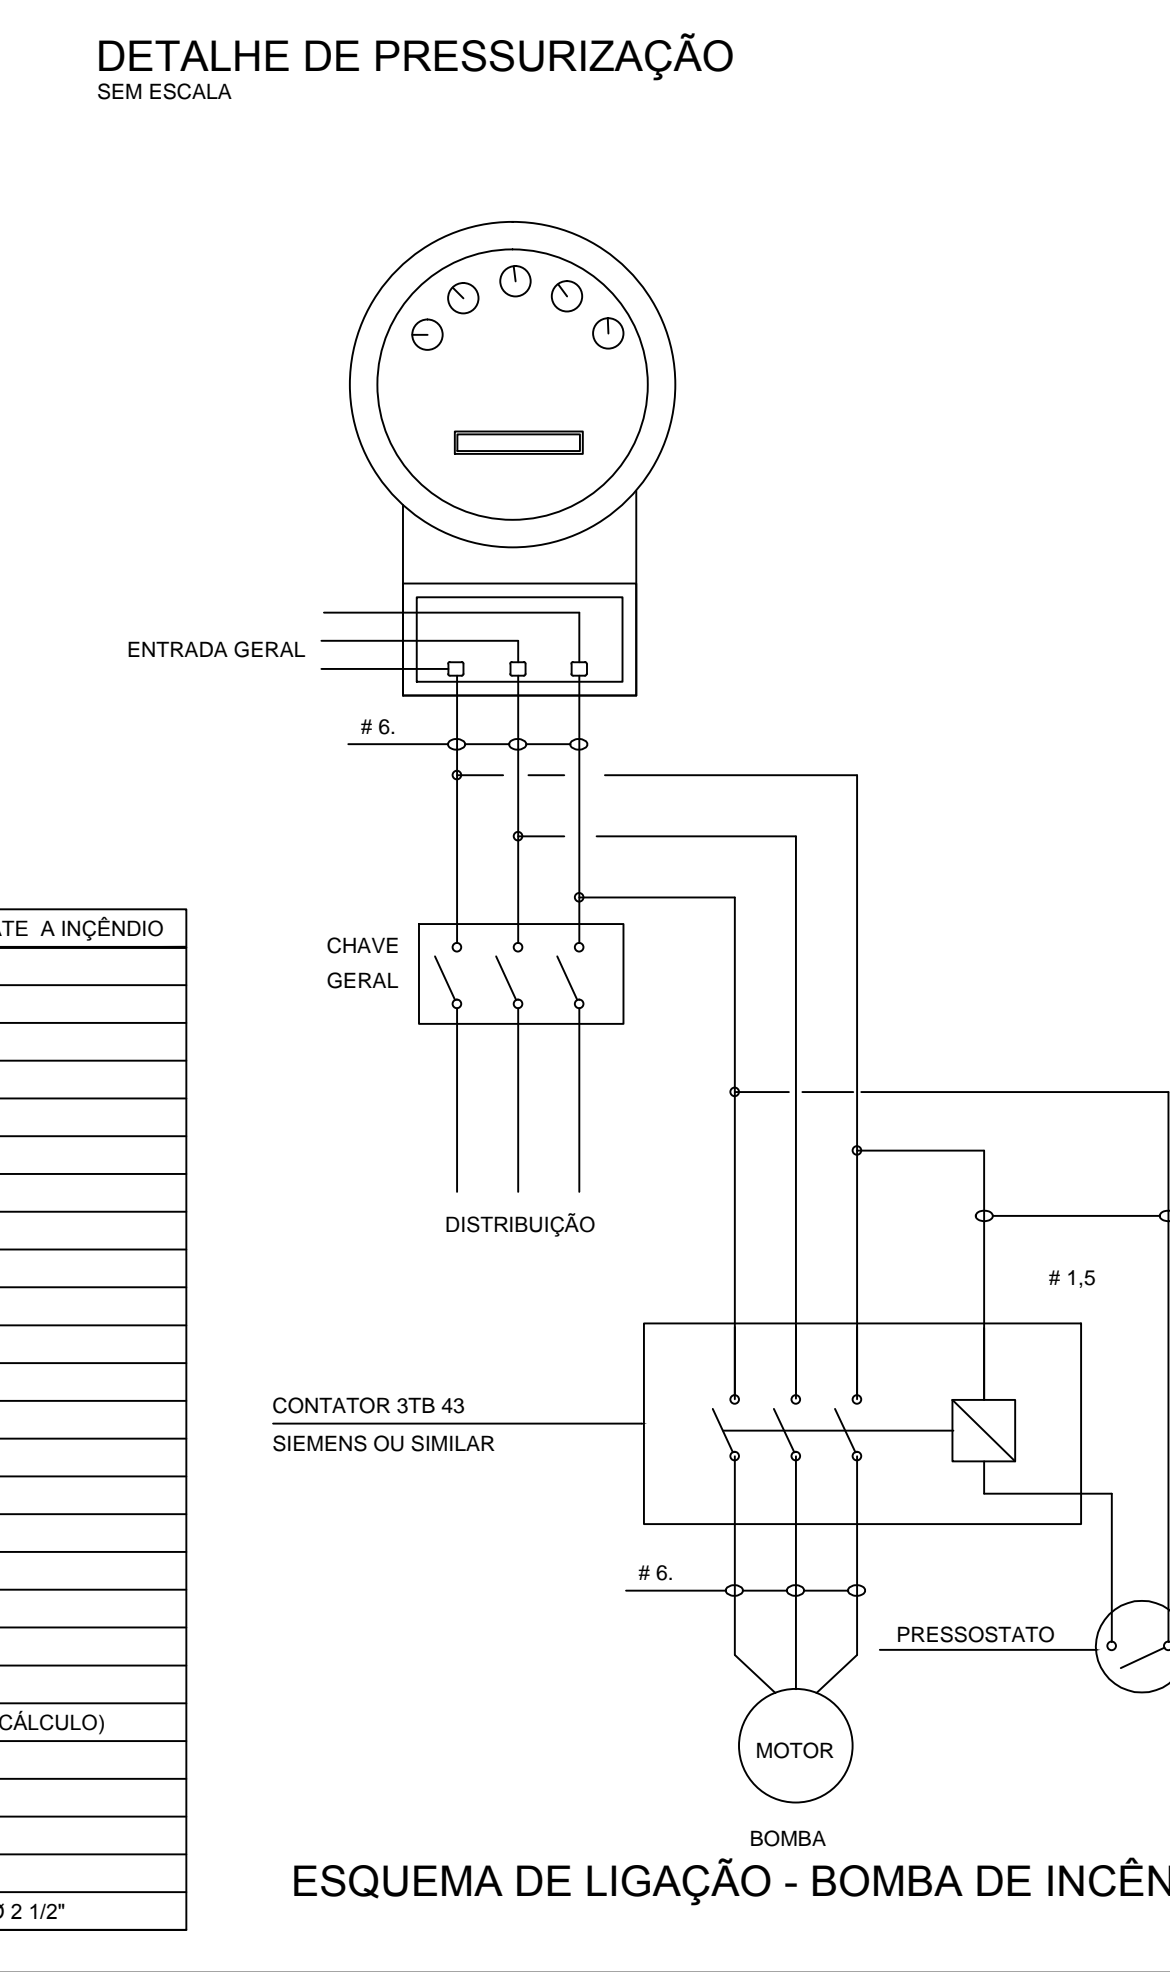 DETALHE DE PRESSURIZAÇÃO
SEM ESCALA
ENTRADA GERAL
# 6.
ATE A INÇÊNDIO
CHAVE
GERAL
DISTRIBUIÇÃO
# 1,5
CONTATOR 3TB 43
SIEMENS OU SIMILAR
# 6.
PRESSOSTATO
CÁLCULO)
MOTOR
BOMBA
ESQUEMA DE LIGAÇÃO - BOMBA DE INCÊN
Ø 2 1/2"